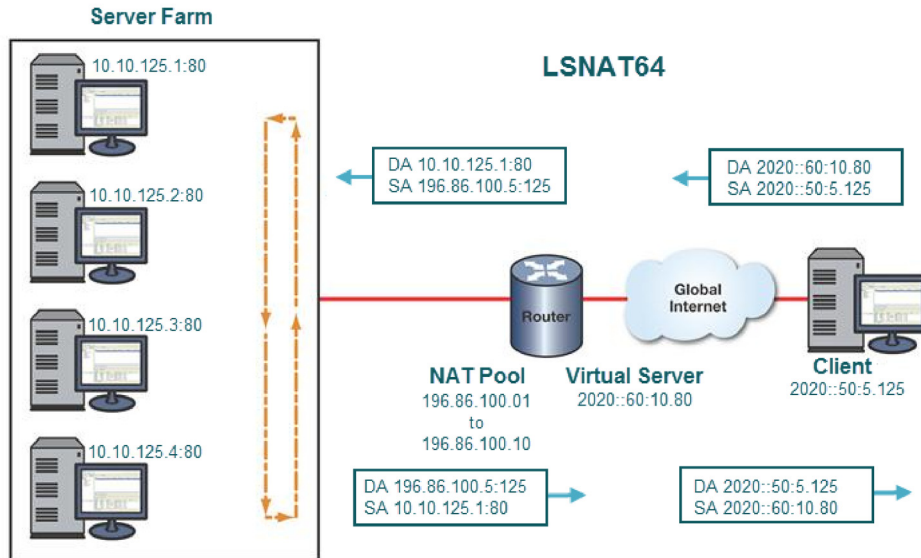 Server Farm
10.10.125.1:80
LSNAT64
DA 10.10.125.1:80
SA 196.86.100.5:125
DA 2020::60:10.80
SA 2020::50:5.125
10.10.125.2:80
Global
Internet
Router
10.10.125.3:80
NAT Pool
196.86.100.01
to
196.86.100.10
Virtual Server
2020::60:10.80
Client
2020::50:5.125
10.10.125.4:80
DA 196.86.100.5:125
SA 10.10.125.1:80
DA 2020::50:5.125
SA 2020::60:10.80